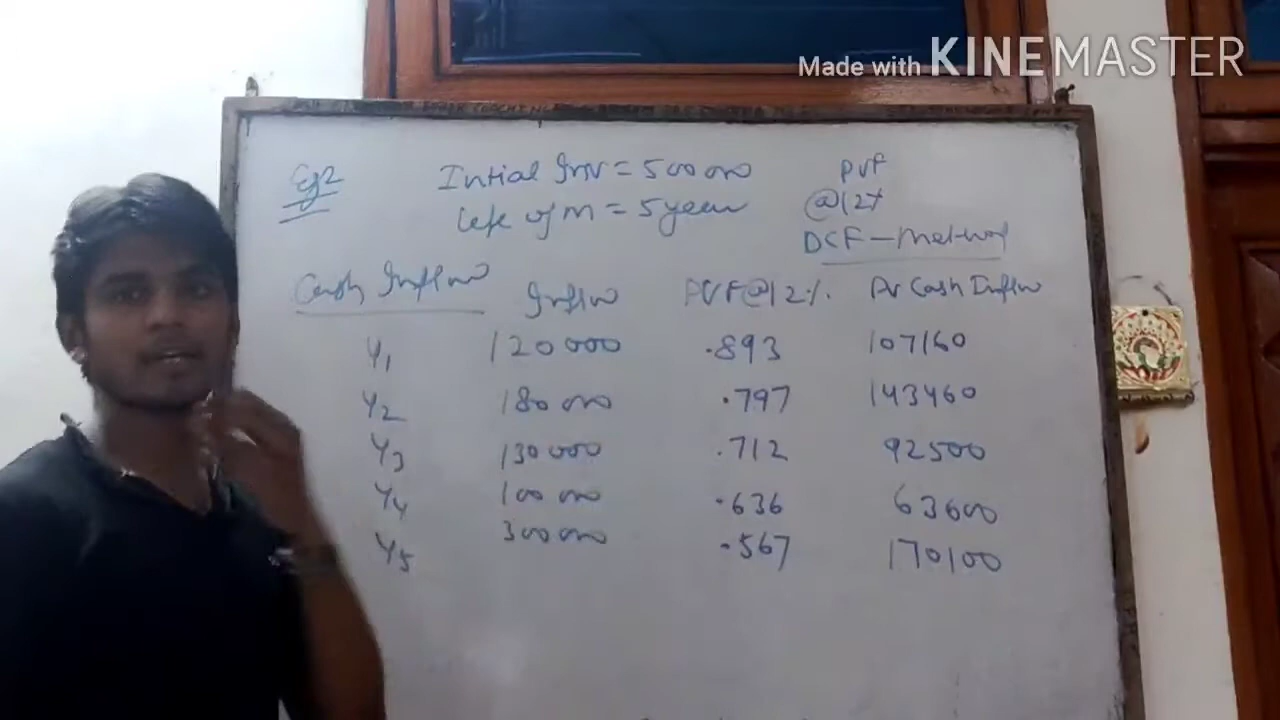 Made with KINEMASTER
Eg2 Intial Inv = 500000 PVF
life of m = 5 year @12%
DCF - Method
Cash Inflow Inflow PVF@12%. Pv Cash Inflow
Y1 120000 .893 107160
Y2 180000 .797 143460
Y3 130000 .712 92500
Y4 100000 .636 63600
Y5 300000 .567 170100